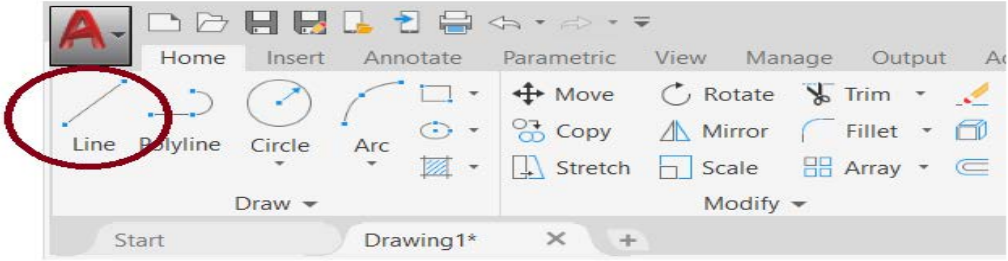 Home Insert Annotate Parametric View Manage Output
Move Rotate Trim
Line Polyline Circle Arc Copy Mirror Fillet
Stretch Scale Array
Draw Modify
Start Drawing1*